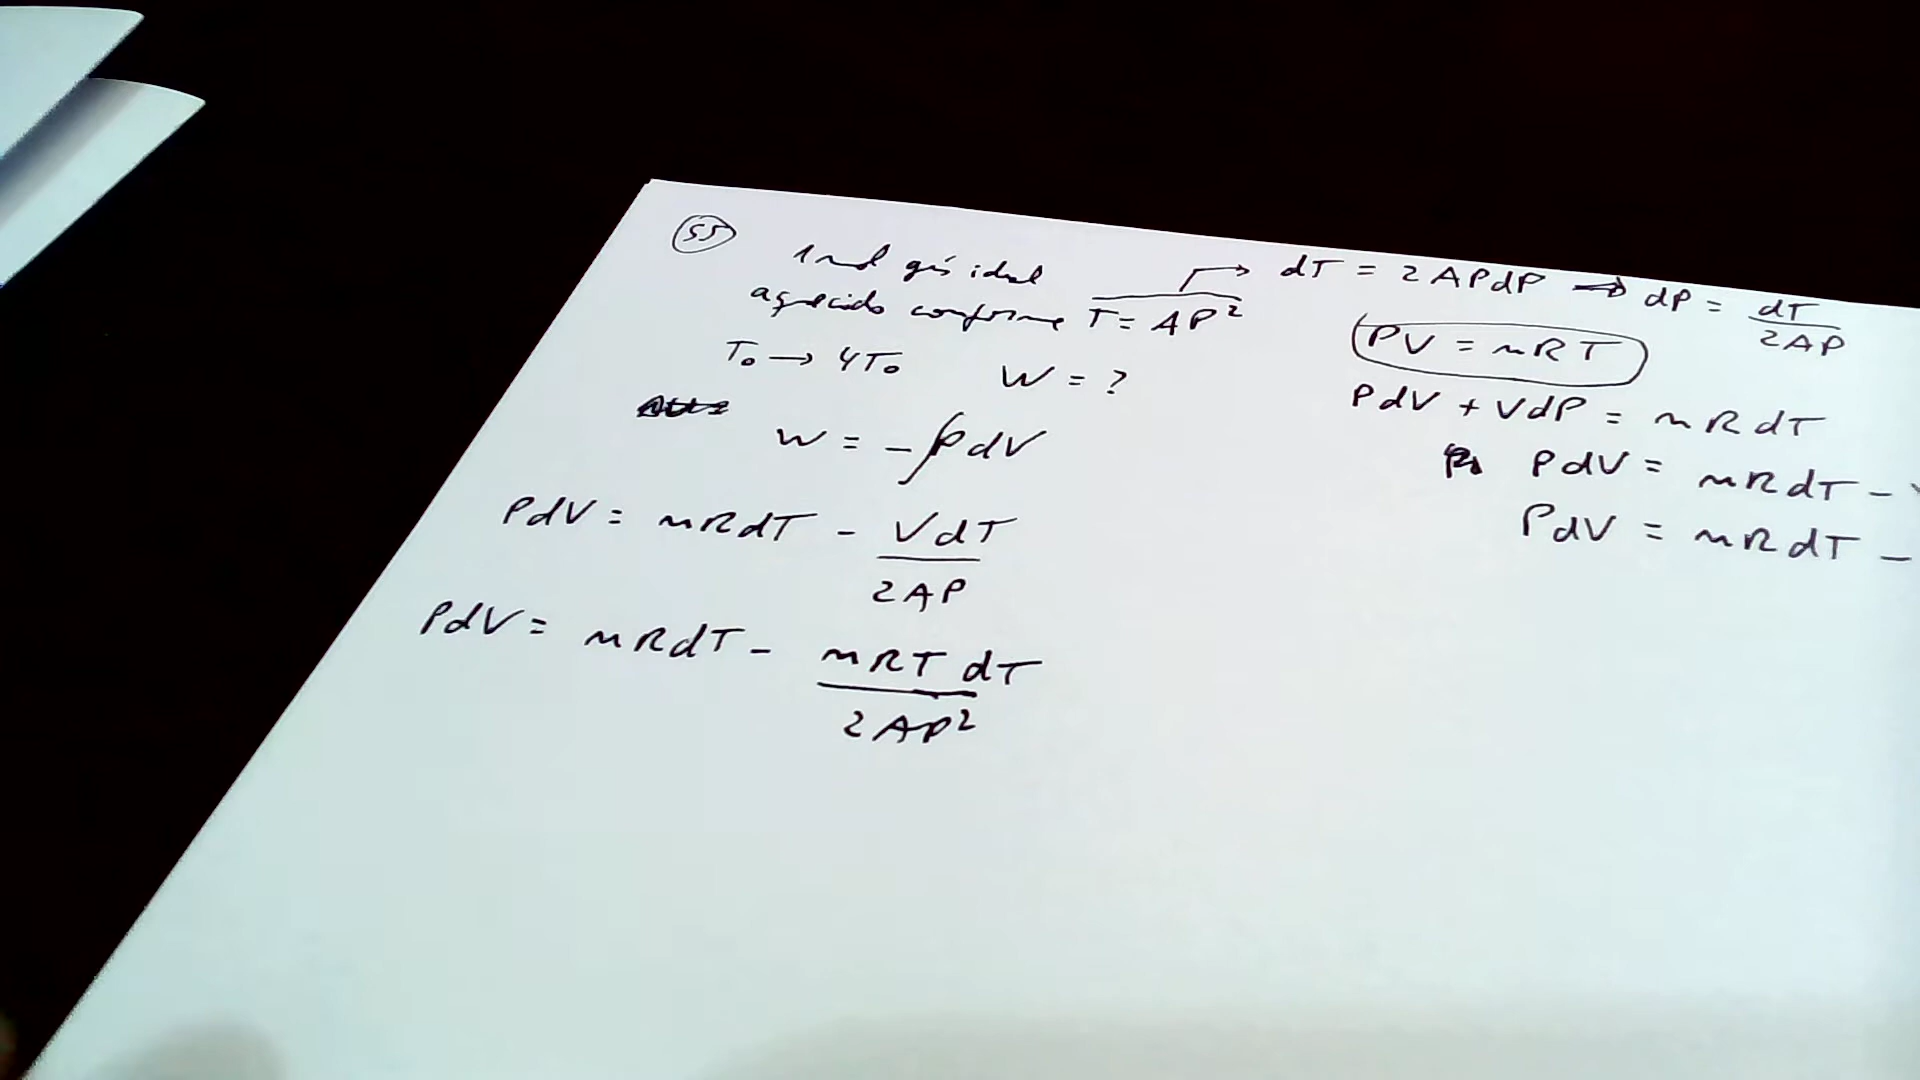 55
1 mol gás ideal
aquecido conforme T = AP² → dT = 2APdP ⇒ dP = dT/2AP
T₀ → 4T₀
W = ?
W = -∫PdV
PdV = nRdT - VdT/2AP
PdV = nRdT - nRT dT/2AP²
PV = nRT
PdV + VdP = nRdT
PdV = nRdT -
PdV = nRdT -